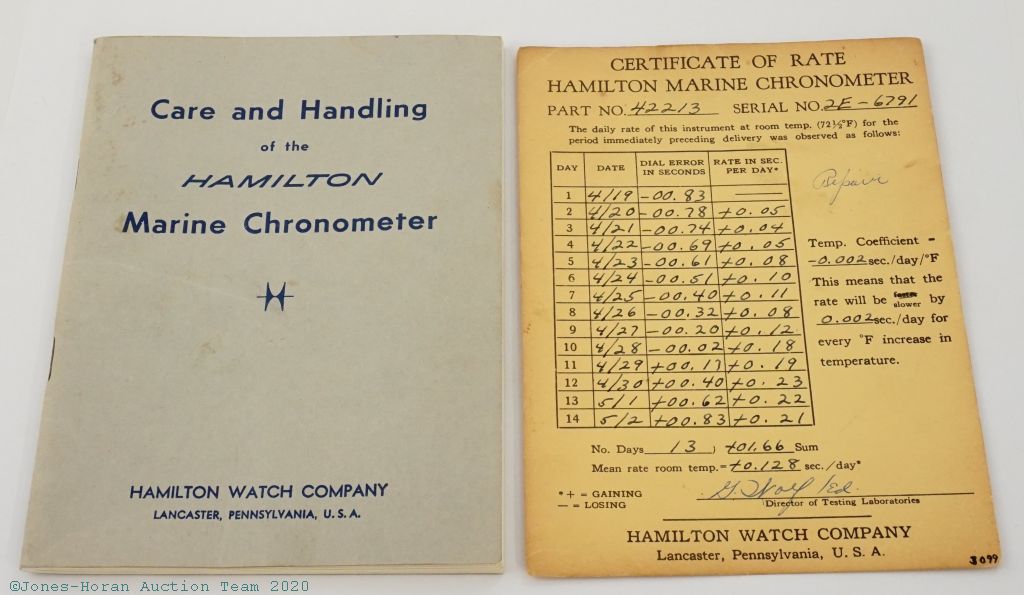 Care and Handling
of the
HAMILTON
Marine Chronometer
HAMILTON WATCH COMPANY
LANCASTER, PENNSYLVANIA, U.S.A.
CERTIFICATE OF RATE
HAMILTON MARINE CHRONOMETER
PART NO. 42213 SERIAL NO. 2E-6791
The daily rate of this instrument at room temp. (72½°F) for the
period immediately preceding delivery was observed as follows:
DAY DATE DIAL ERROR IN SECONDS RATE IN SEC. PER DAY*
1 4/19 -00.83 —
2 4/20 -00.78 +0.05
3 4/21 -00.74 +0.04
4 4/22 -00.69 +0.05
5 4/23 -00.61 +0.08
6 4/24 -00.51 +0.10
7 4/25 -00.40 +0.11
8 4/26 -00.32 +0.08
9 4/27 -00.20 +0.12
10 4/28 -00.02 +0.18
11 4/29 +00.17 +0.19
12 4/30 +00.40 +0.23
13 5/1 +00.62 +0.22
14 5/2 +00.83 +0.21
Repair
Temp. Coefficient =
-0.002 sec./day/°F
This means that the
rate will be faster slower by
0.002 sec./day for
every °F increase in
temperature.
No. Days 13 ) +01.66 Sum
Mean rate room temp. = +0.128 sec./day*
* + = GAINING
— = LOSING
Director of Testing Laboratories
HAMILTON WATCH COMPANY
Lancaster, Pennsylvania, U. S. A.
3099
©Jones-Horan Auction Team 2020